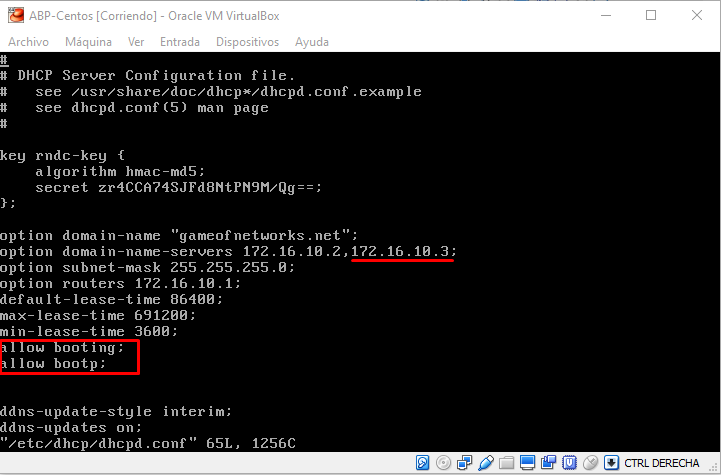 ABP-Centos [Corriendo] - Oracle VM VirtualBox
Archivo Máquina Ver Entrada Dispositivos Ayuda
#
# DHCP Server Configuration file.
#   see /usr/share/doc/dhcp*/dhcpd.conf.example
#   see dhcpd.conf(5) man page
#
key rndc-key {
    algorithm hmac-md5;
    secret zr4CCA74SJFd8NtPN9M/Qg==;
};
option domain-name "gameofnetworks.net";
option domain-name-servers 172.16.10.2,172.16.10.3;
option subnet-mask 255.255.255.0;
option routers 172.16.10.1;
default-lease-time 86400;
max-lease-time 691200;
min-lease-time 3600;
allow booting;
allow bootp;
ddns-update-style interim;
ddns-updates on;
"/etc/dhcp/dhcpd.conf" 65L, 1256C
CTRL DERECHA